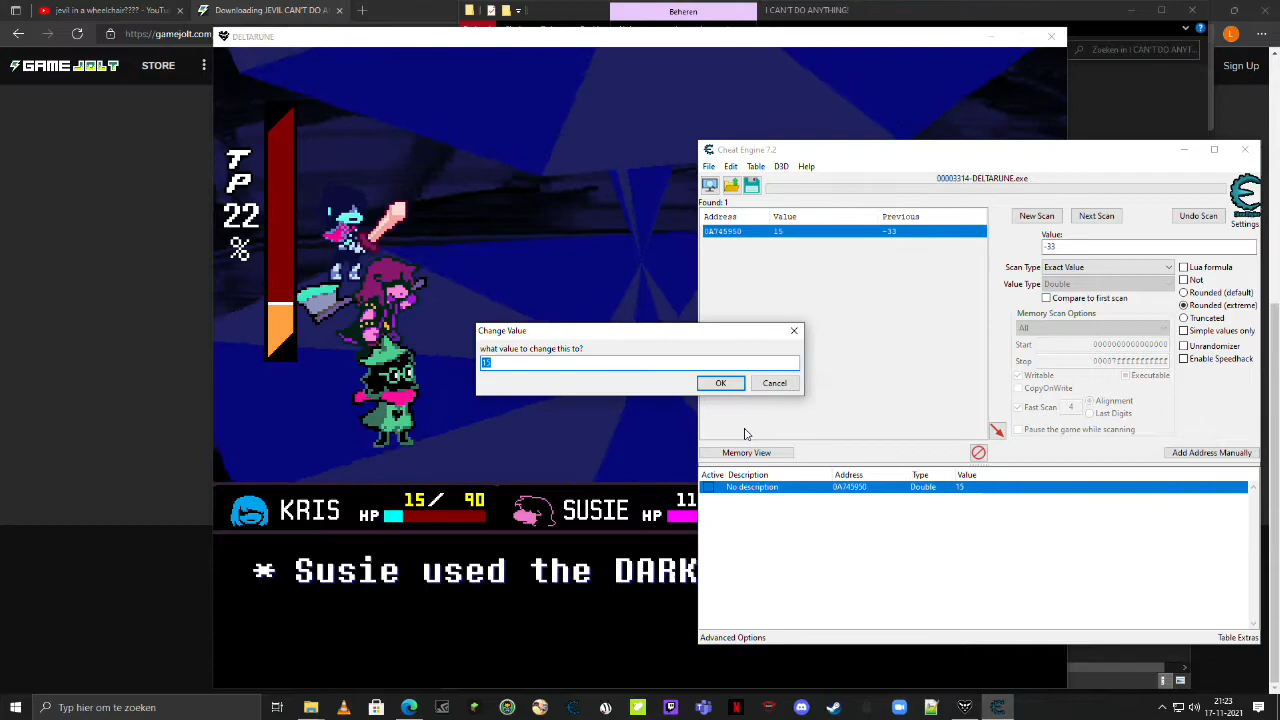 jevil in a wheelchair???? - YouTu
Downloading JEVIL CAN'T DO A
Beheren
I CAN'T DO ANYTHING!
https://gamejolt.com
DELTARUNE
Zoeken in I CAN'T DO ANYT...
L
GAME JOLT
STORE
Sign Up
Cheat Engine 7.2
File Edit Table D3D Help
00003314-DELTARUNE.exe
Found: 1
Address Value Previous
0A745950 15 -33
New Scan Next Scan Undo Scan
Settings
Value:
-33
Scan Type Exact Value
Value Type Double
Compare to first scan
Lua formula
Not
Rounded (default)
Rounded (extreme)
Truncated
Simple values only
Unrandomizer
Enable Speedhack
Memory Scan Options
All
Start 0000000000000000
Stop 00007fffffffffff
Writable Executable
CopyOnWrite
Fast Scan 4 Alignment
Last Digits
Pause the game while scanning
TP
22
%
Change Value
what value to change this to?
15
OK Cancel
Memory View
Add Address Manually
Active Description Address Type Value
No description 0A745950 Double 15
KRIS HP 15/ 90 SUSIE HP 11
* Susie used the DARK
Advanced Options
Table Extras
Typ hier om te zoeken
21:23
17-11-2021